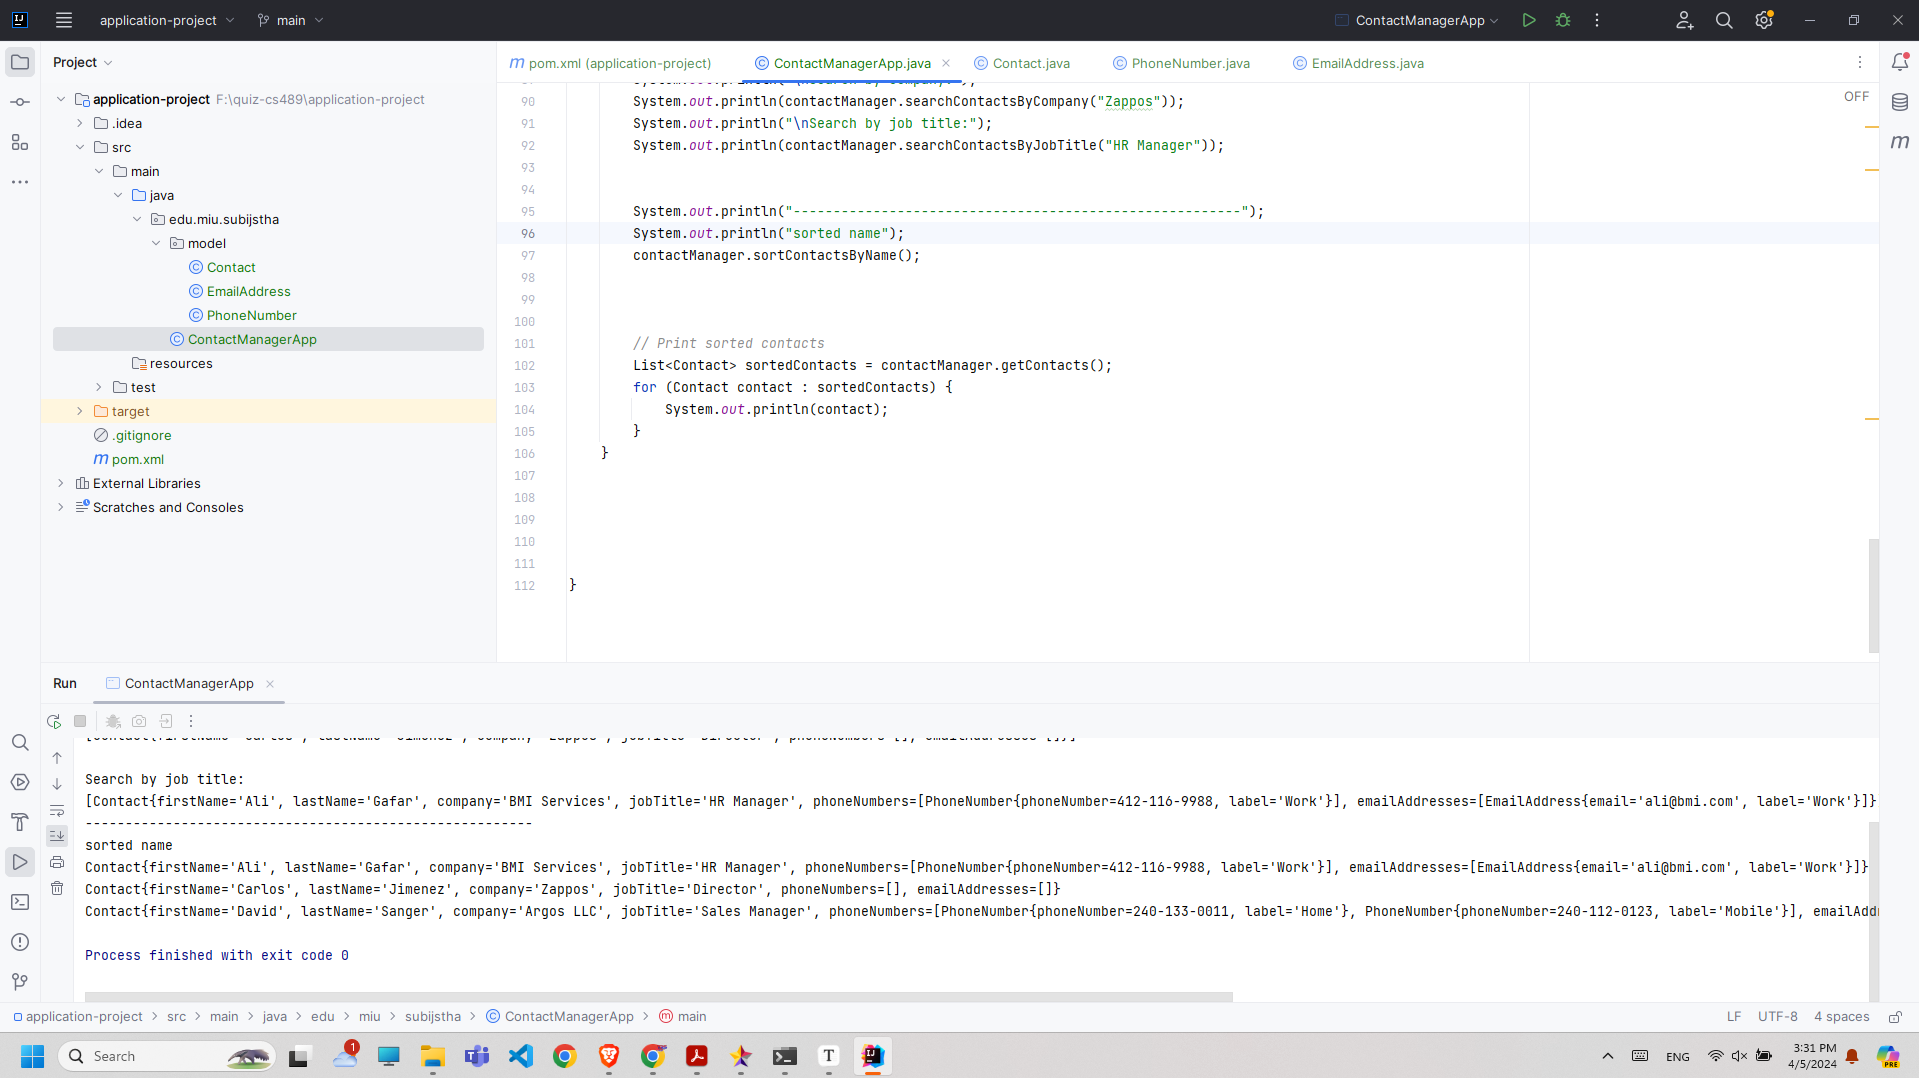 application-project
main
ContactManagerApp
Project
application-project F:\quiz-cs489\application-project
.idea
src
main
java
edu.miu.subijstha
model
Contact
EmailAddress
PhoneNumber
ContactManagerApp
resources
test
target
.gitignore
pom.xml
External Libraries
Scratches and Consoles
pom.xml (application-project)
ContactManagerApp.java
Contact.java
PhoneNumber.java
EmailAddress.java
OFF
90 System.out.println(contactManager.searchContactsByCompany("Zappos"));
91 System.out.println("\nSearch by job title:");
92 System.out.println(contactManager.searchContactsByJobTitle("HR Manager"));
93
94
95 System.out.println("--------------------------------------------------------");
96 System.out.println("sorted name");
97 contactManager.sortContactsByName();
98
99
100
101 // Print sorted contacts
102 List<Contact> sortedContacts = contactManager.getContacts();
103 for (Contact contact : sortedContacts) {
104 System.out.println(contact);
105 }
106 }
107
108
109
110
111
112 }
Run
ContactManagerApp
Search by job title:
[Contact{firstName='Ali', lastName='Gafar', company='BMI Services', jobTitle='HR Manager', phoneNumbers=[PhoneNumber{phoneNumber=412-116-9988, label='Work'}], emailAddresses=[EmailAddress{email='ali@bmi.com', label='Work'}]}
--------------------------------------------------------
sorted name
Contact{firstName='Ali', lastName='Gafar', company='BMI Services', jobTitle='HR Manager', phoneNumbers=[PhoneNumber{phoneNumber=412-116-9988, label='Work'}], emailAddresses=[EmailAddress{email='ali@bmi.com', label='Work'}]}
Contact{firstName='Carlos', lastName='Jimenez', company='Zappos', jobTitle='Director', phoneNumbers=[], emailAddresses=[]}
Contact{firstName='David', lastName='Sanger', company='Argos LLC', jobTitle='Sales Manager', phoneNumbers=[PhoneNumber{phoneNumber=240-133-0011, label='Home'}, PhoneNumber{phoneNumber=240-112-0123, label='Mobile'}], emailAdd
Process finished with exit code 0
application-project > src > main > java > edu > miu > subijstha > ContactManagerApp > main
LF UTF-8 4 spaces
Search
1
ENG
3:31 PM
4/5/2024
PRE